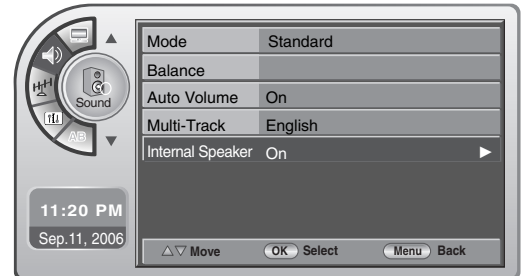 Sound
AB
11:20 PM
Sep.11, 2006
Mode Standard
Balance
Auto Volume On
Multi-Track English
Internal Speaker On
Move OK Select Menu Back